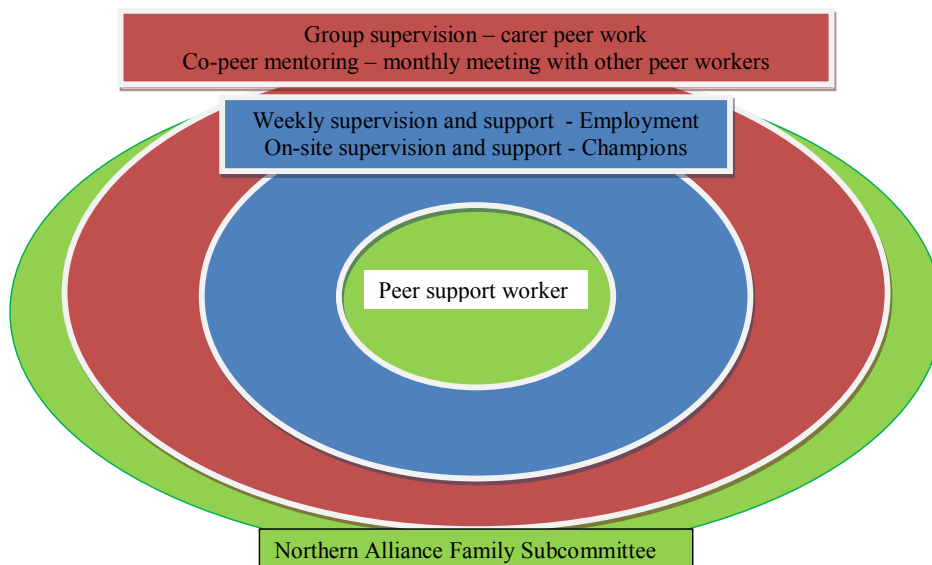 Group supervision – carer peer work
Co-peer mentoring – monthly meeting with other peer workers
Weekly supervision and support - Employment
On-site supervision and support - Champions
Peer support worker
Northern Alliance Family Subcommittee